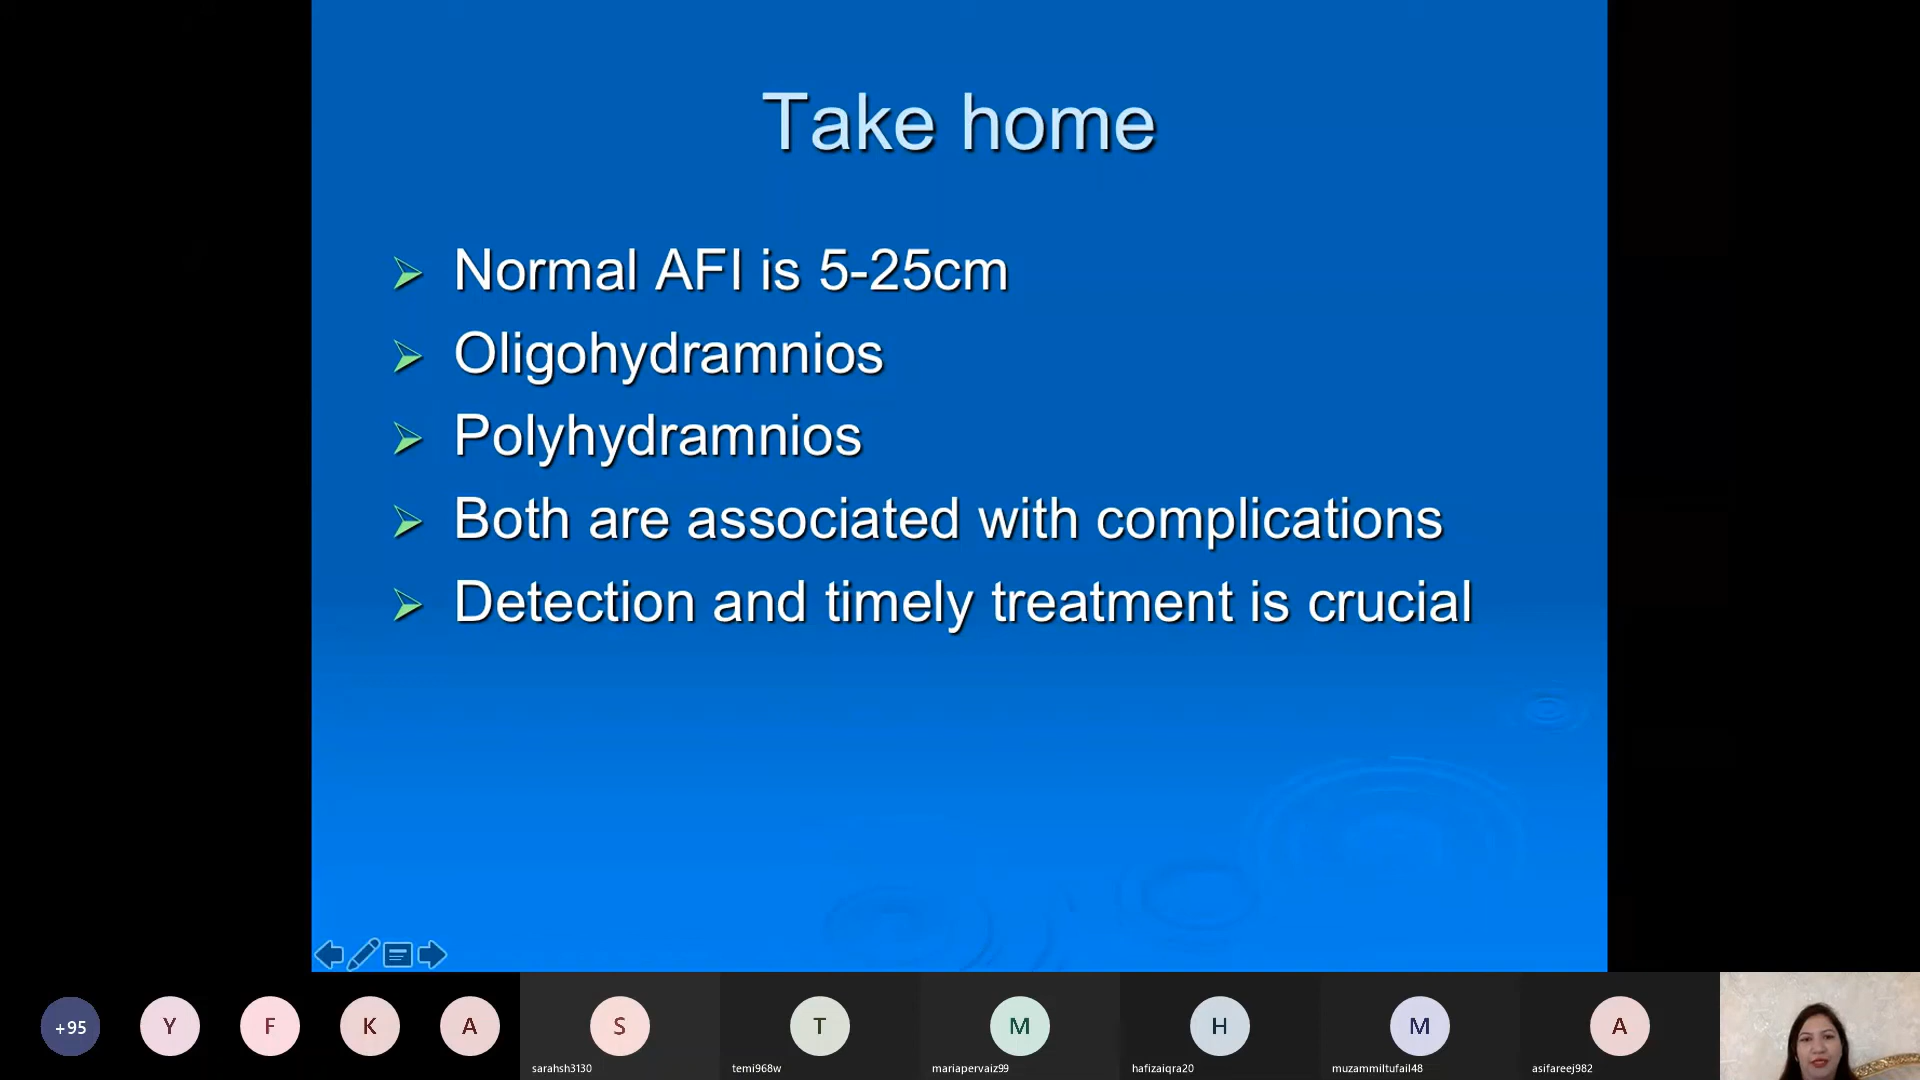 Take home
Normal AFI is 5-25cm
Oligohydramnios
Polyhydramnios
Both are associated with complications
Detection and timely treatment is crucial
+95
Y
F
K
A
S
T
M
H
M
A
sarahsh3130
temi968w
mariapervaiz99
hafizaiqra20
muzammiltufail48
asifareej982